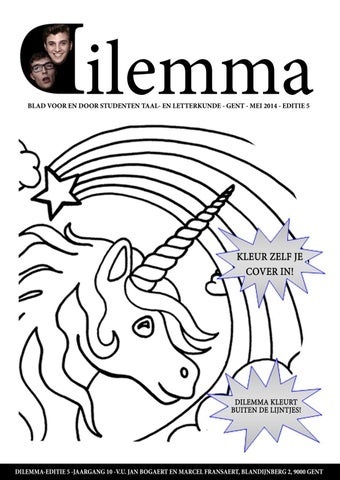 Dilemma
BLAD VOOR EN DOOR STUDENTEN TAAL- EN LETTERKUNDE - GENT - MEI 2014 - EDITIE 5
KLEUR ZELF JE
COVER IN!
DILEMMA KLEURT
BUITEN DE LIJNTJES!
DILEMMA-EDITIE 5 -JAARGANG 10 -V.U. JAN BOGAERT EN MARCEL FRANSAERT, BLANDIJNBERG 2, 9000 GENT